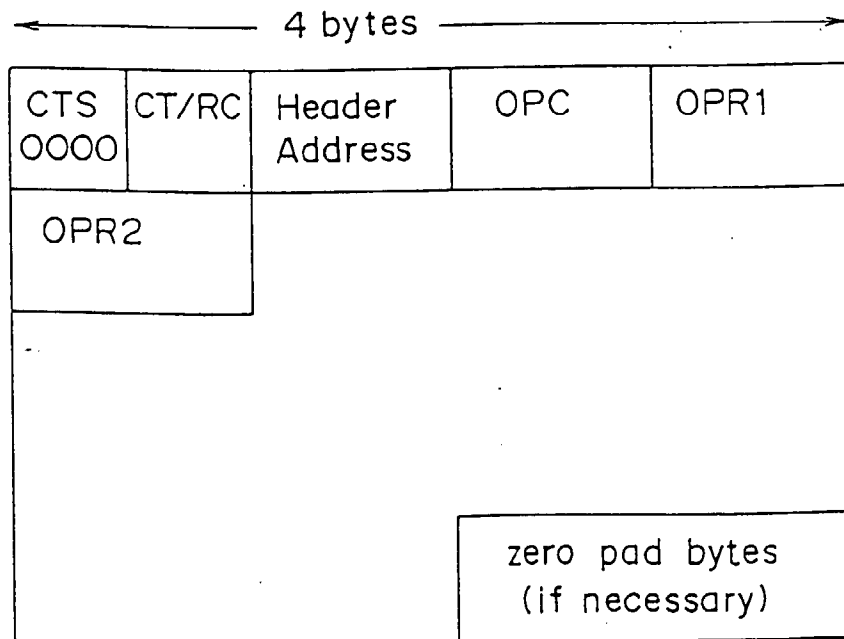 4 bytes
CTS
0000
CT/RC
Header
Address
OPC
OPR1
OPR2
zero pad bytes
(if necessary)